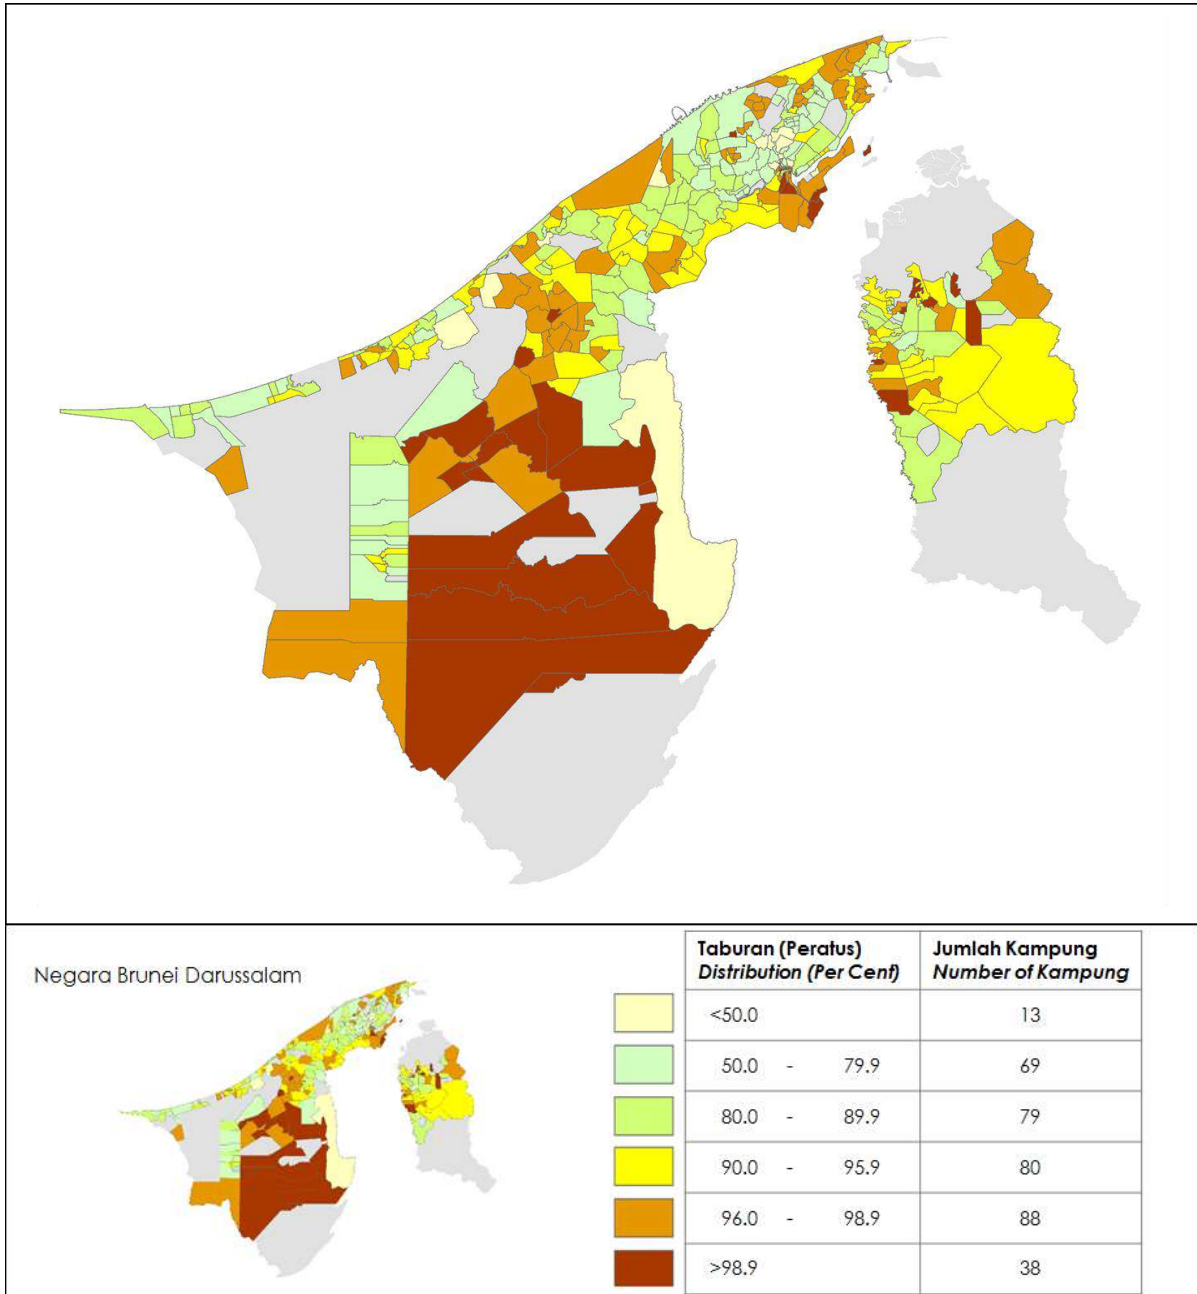 Negara Brunei Darussalam
Taburan (Peratus) Jumlah Kampung
Distribution (Per Cent) Number of Kampung
<50.0 13
50.0 - 79.9 69
80.0 - 89.9 79
90.0 - 95.9 80
96.0 - 98.9 88
>98.9 38